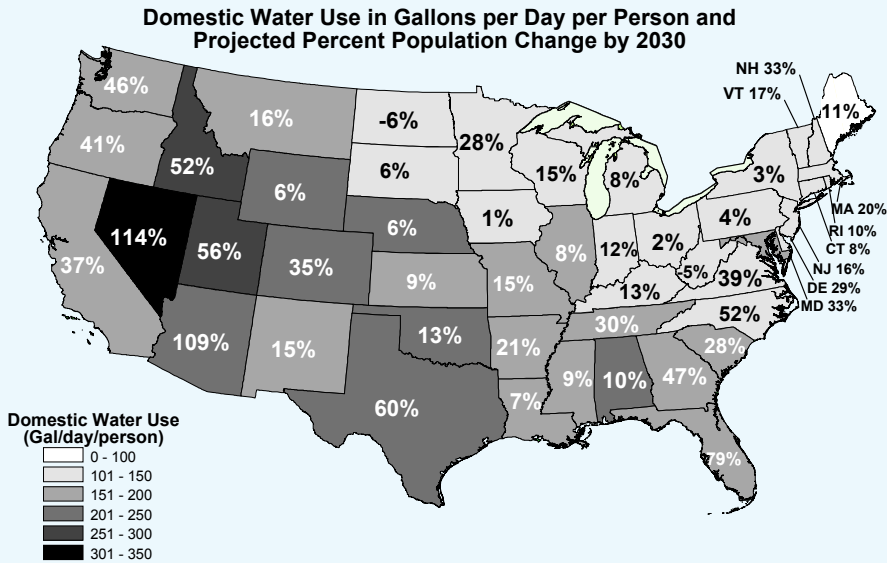 Domestic Water Use in Gallons per Day per Person and
Projected Percent Population Change by 2030
NH 33%
VT 17%
46%
16%
-6%
28%
11%
41%
52%
6%
6%
15%
8%
3%
MA 20%
RI 10%
CT 8%
NJ 16%
DE 29%
MD 33%
114%
56%
35%
6%
1%
8%
12%
2%
4%
-5%
39%
37%
9%
15%
13%
52%
109%
15%
13%
21%
30%
28%
60%
7%
9%
10%
47%
79%
Domestic Water Use
(Gal/day/person)
0 - 100
101 - 150
151 - 200
201 - 250
251 - 300
301 - 350